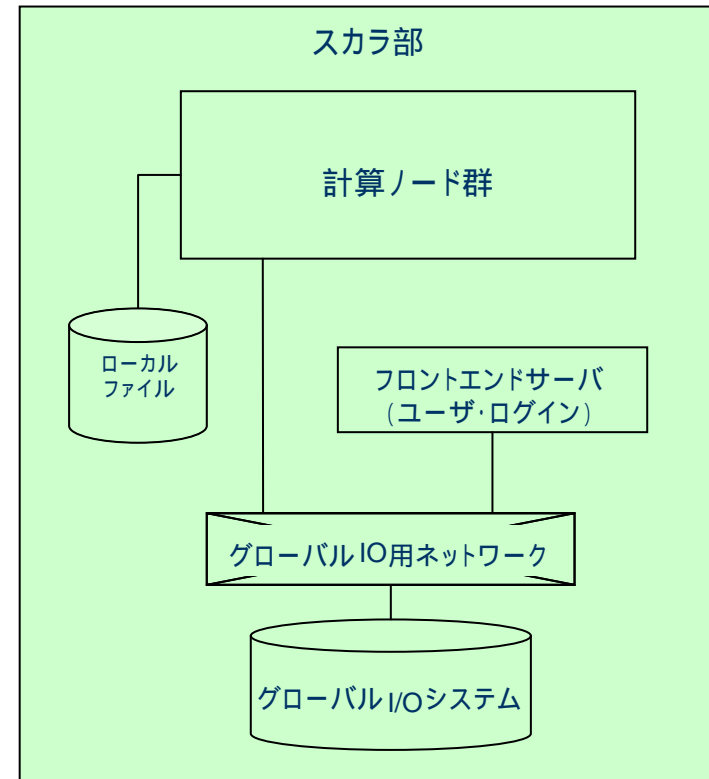 スカラ部
計算ノード群
ローカル
ファイル
フロントエンドサーバ
(ユーザ･ログイン)
グローバルIO用ネットワーク
グローバルI/Oシステム